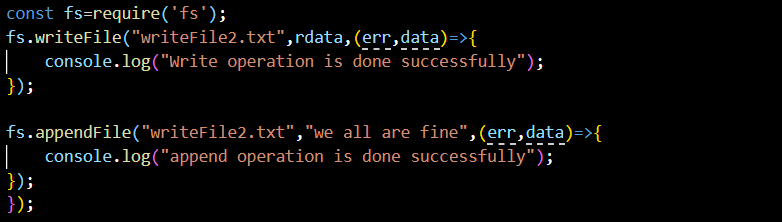 const fs=require('fs');
fs.writeFile("writeFile2.txt",rdata,(err,data)=>{
    console.log("Write operation is done successfully");
});

fs.appendFile("writeFile2.txt","we all are fine",(err,data)=>{
    console.log("append operation is done successfully");
});
});